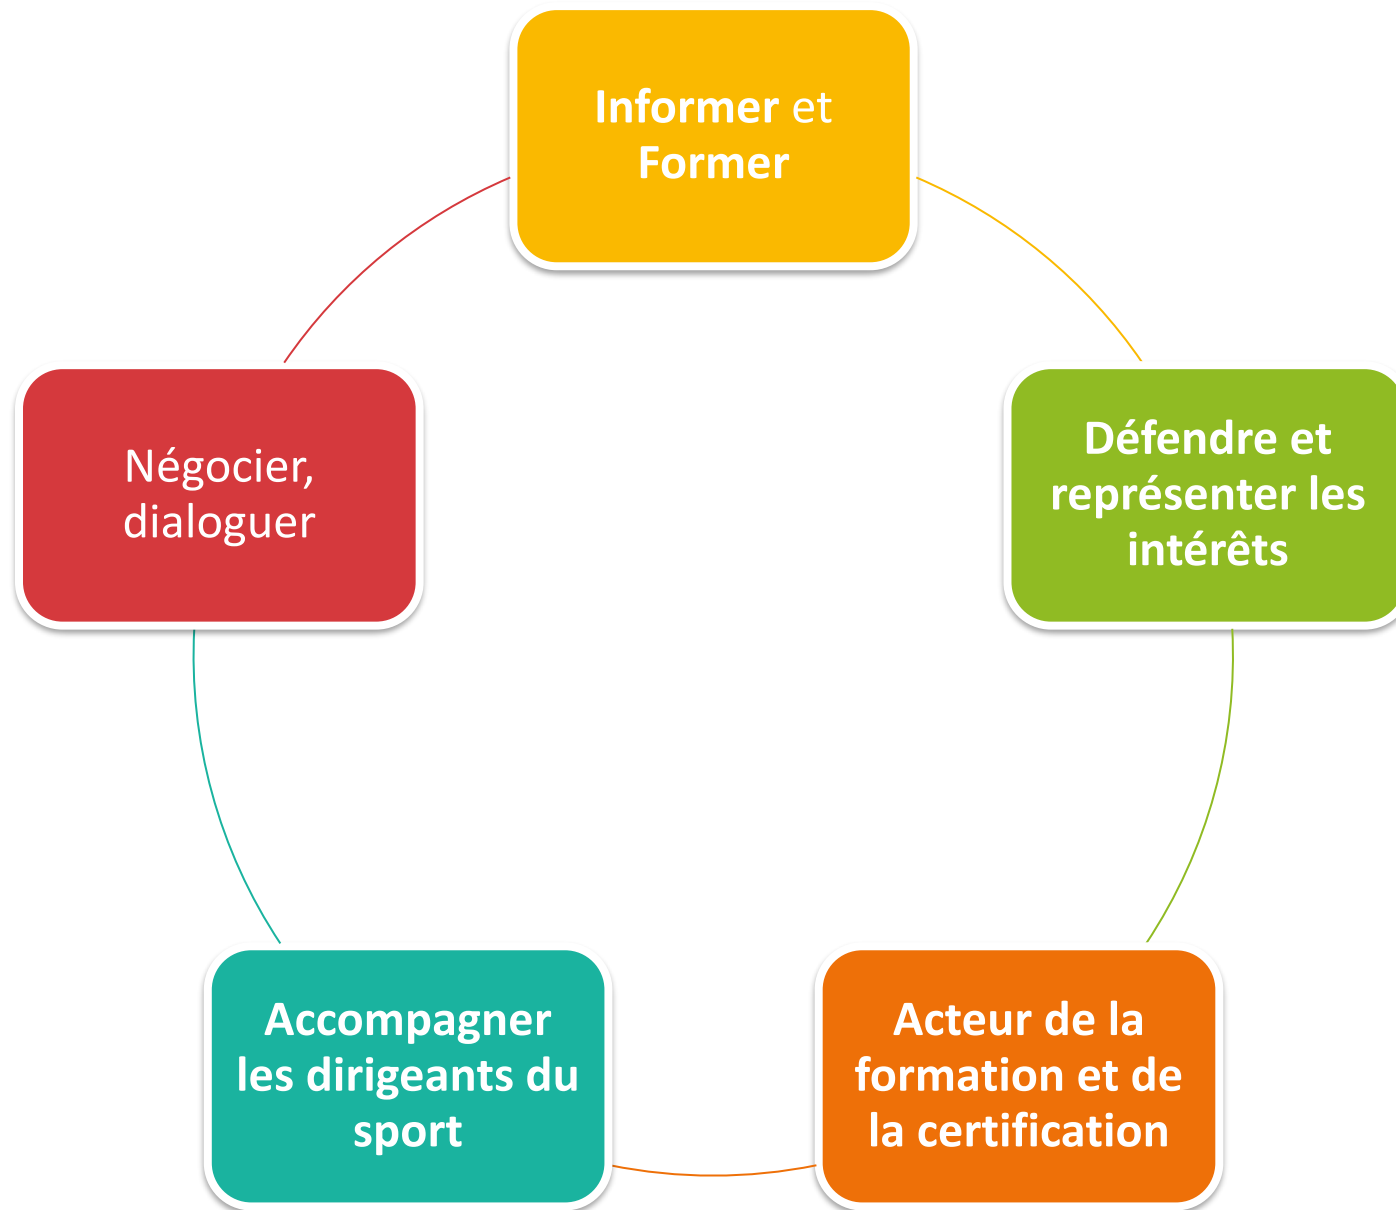 Informer et
Former
Défendre et
représenter les
intérêts
Acteur de la
formation et de
la certification
Accompagner
les dirigeants du
sport
Négocier,
dialoguer